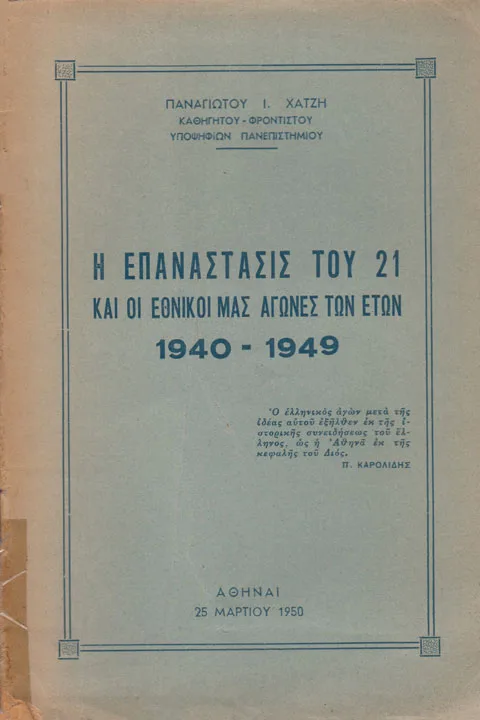 ΠΑΝΑΓΙΩΤΟΥ Ι. ΧΑΤΖΗ
ΚΑΘΗΓΗΤΟΥ - ΦΡΟΝΤΙΣΤΟΥ
ΥΠΟΨΗΦΙΩΝ ΠΑΝΕΠΙΣΤΗΜΙΟΥ
Η ΕΠΑΝΑΣΤΑΣΙΣ ΤΟΥ 21
ΚΑΙ ΟΙ ΕΘΝΙΚΟΙ ΜΑΣ ΑΓΩΝΕΣ ΤΩΝ ΕΤΩΝ
1940 - 1949
Ὁ ἑλληνικὸς ἀγὼν μετὰ τῆς
ἰδέας αὑτοῦ ἐξῆλθεν ἐκ τῆς ἱ-
στορικῆς συνειδήσεως τοῦ ἕλ-
ληνος, ὡς ἡ Ἀθηνᾶ ἐκ τῆς
κεφαλῆς τοῦ Διός.
Π. ΚΑΡΟΛΙΔΗΣ
ΑΘΗΝΑΙ
25 ΜΑΡΤΙΟΥ 1950